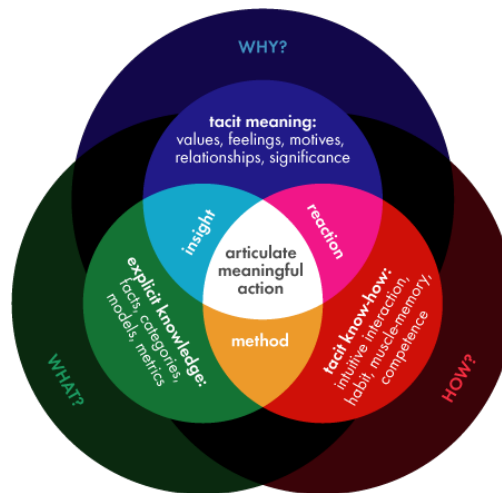 WHY?
tacit meaning:
values, feelings, motives,
relationships, significance
insight
reaction
articulate
meaningful
action
explicit knowledge:
facts, categories,
models, metrics
method
tacit know-how:
intuitive interaction,
habit, muscle-memory,
competence
WHAT?
HOW?